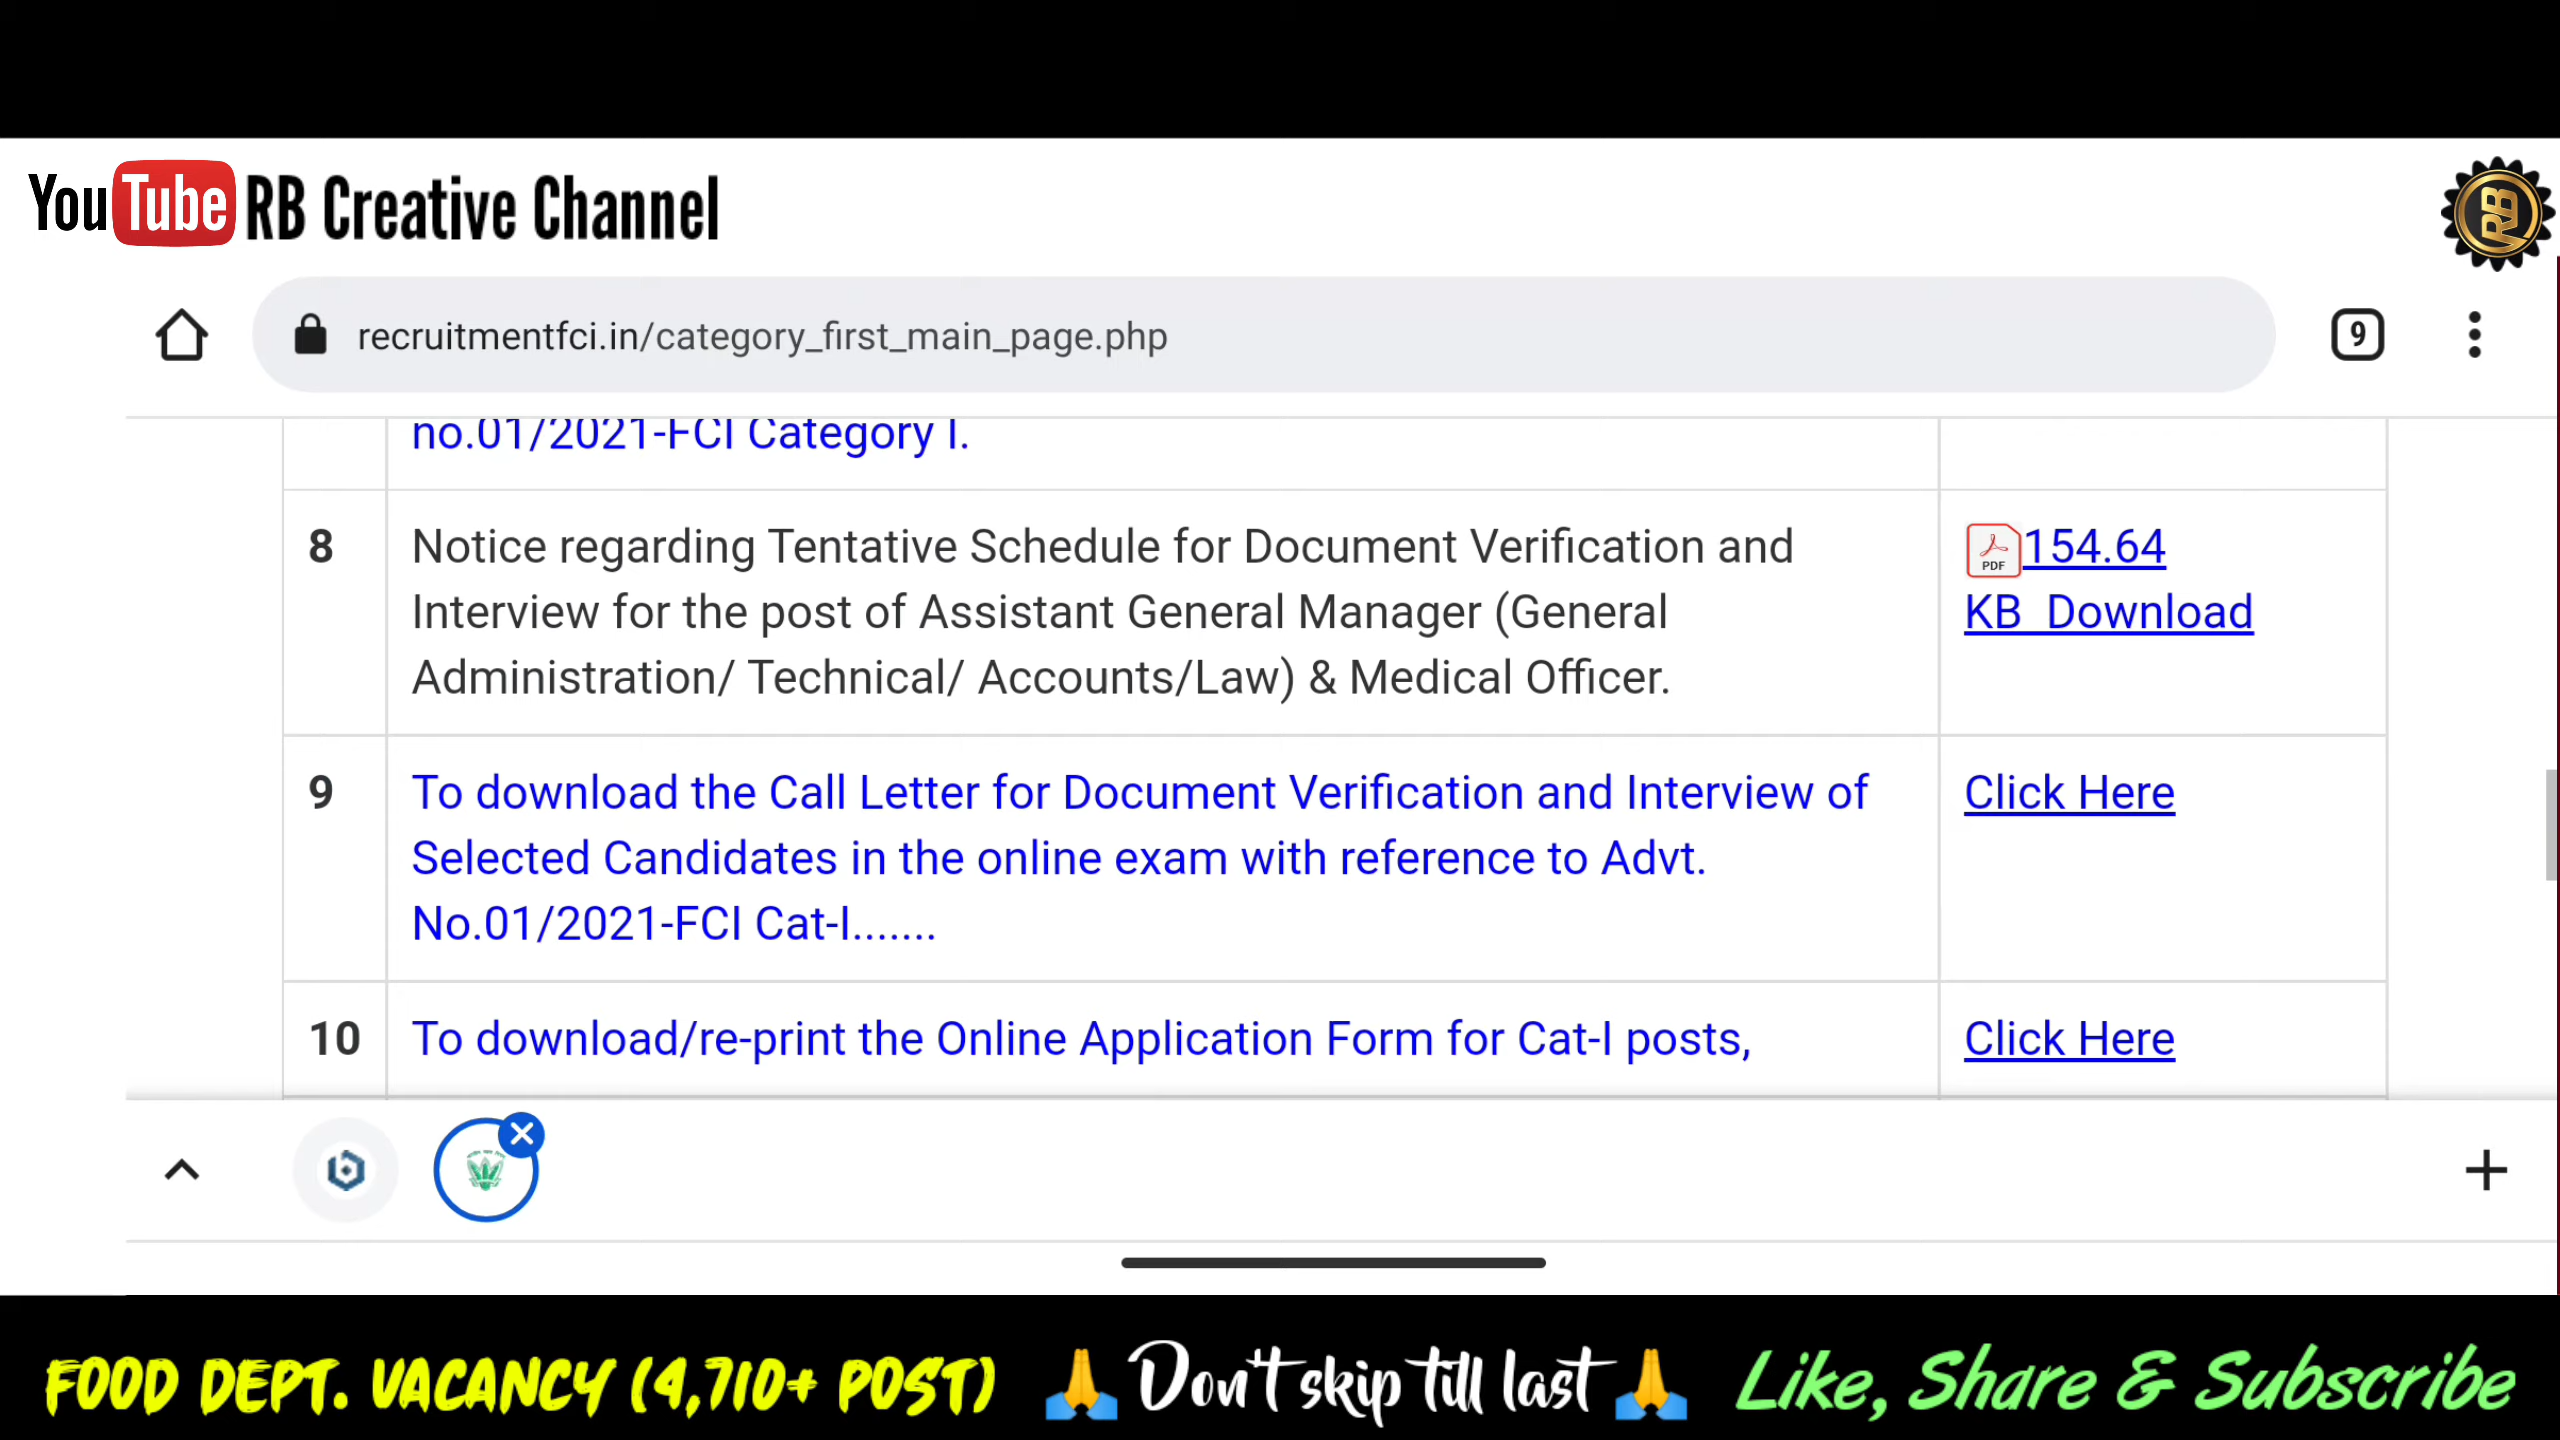 YouTube RB Creative Channel
RB
recruitmentfci.in/category_first_main_page.php
9
no.01/2021-FCI Category I.
8 Notice regarding Tentative Schedule for Document Verification and
Interview for the post of Assistant General Manager (General
Administration/ Technical/ Accounts/Law) & Medical Officer.
PDF 154.64
KB Download
9 To download the Call Letter for Document Verification and Interview of
Selected Candidates in the online exam with reference to Advt.
No.01/2021-FCI Cat-I.......
Click Here
10 To download/re-print the Online Application Form for Cat-I posts,
Click Here
FOOD DEPT. VACANCY (4,710+ POST) 🙏 Don't skip till last 🙏 Like, Share & Subscribe